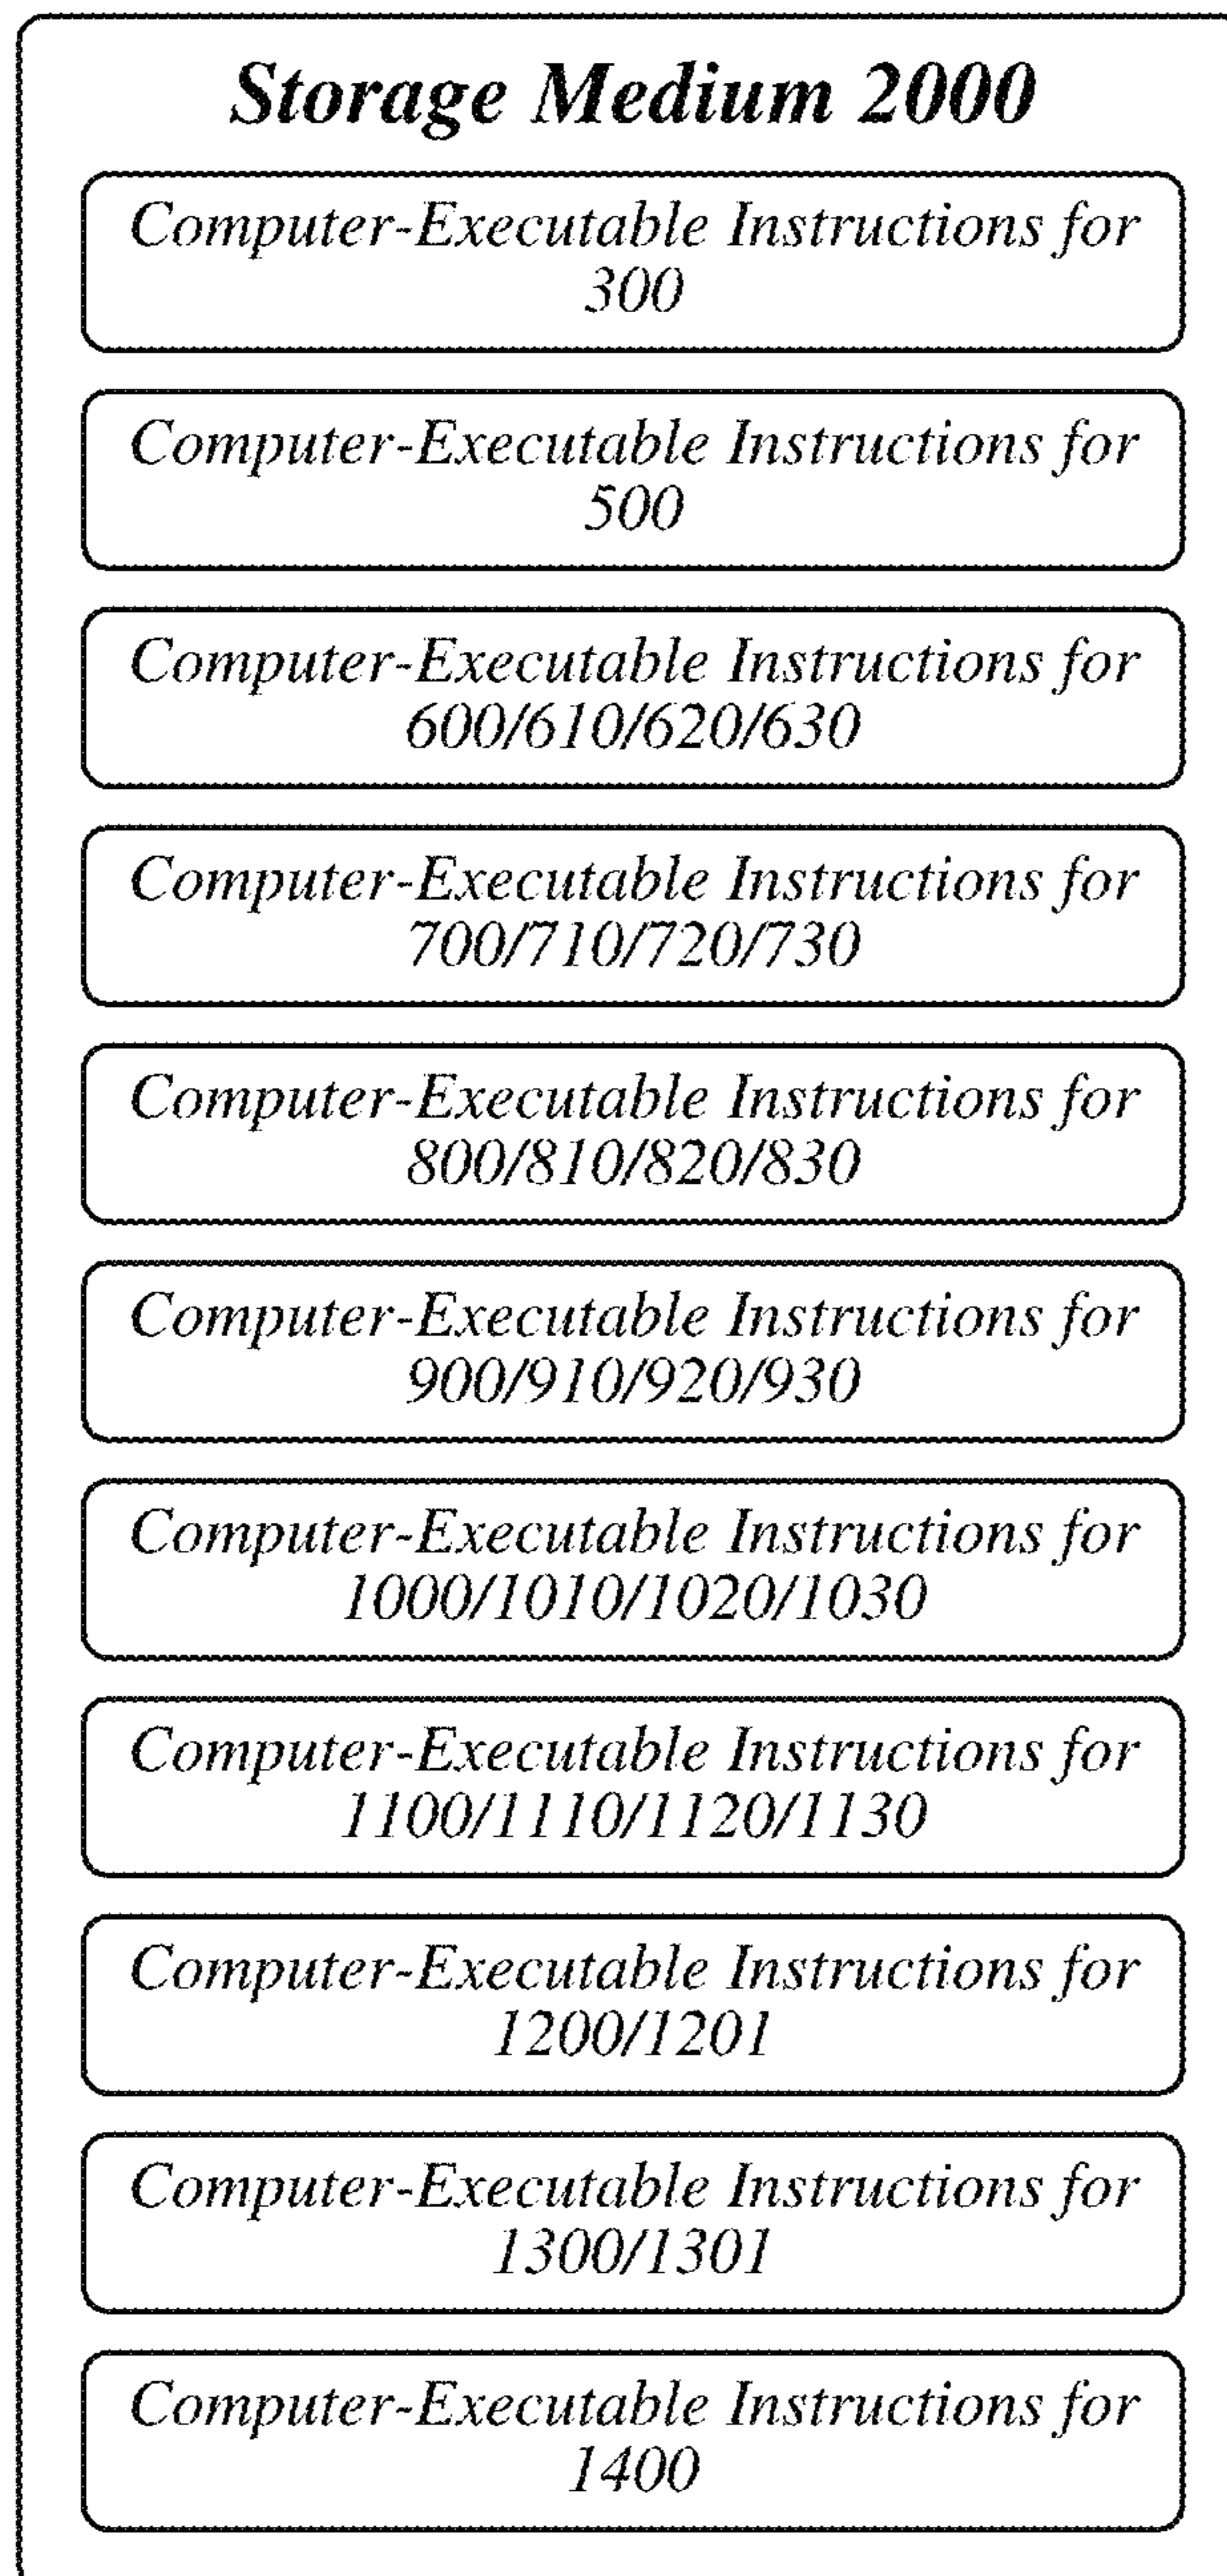 Storage Medium 2000
Computer-Executable Instructions for
300
Computer-Executable Instructions for
500
Computer-Executable Instructions for
600/610/620/630
Computer-Executable Instructions for
700/710/720/730
Computer-Executable Instructions for
800/810/820/830
Computer-Executable Instructions for
900/910/920/930
Computer-Executable Instructions for
1000/1010/1020/1030
Computer-Executable Instructions for
1100/1110/1120/1130
Computer-Executable Instructions for
1200/1201
Computer-Executable Instructions for
1300/1301
Computer-Executable Instructions for
1400